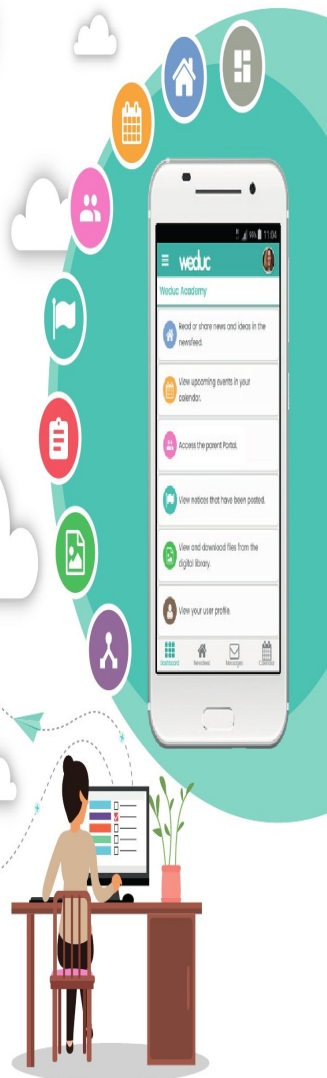 99% 11:04
weduc
Weduc Academy
Read or share news and ideas in the
newsfeed.
View upcoming events in your
calendar.
Access the parent Portal.
View notices that have been posted.
View and download files from the
digital library.
View your user profile.
Dashboard Newsfeed Messages Calendar